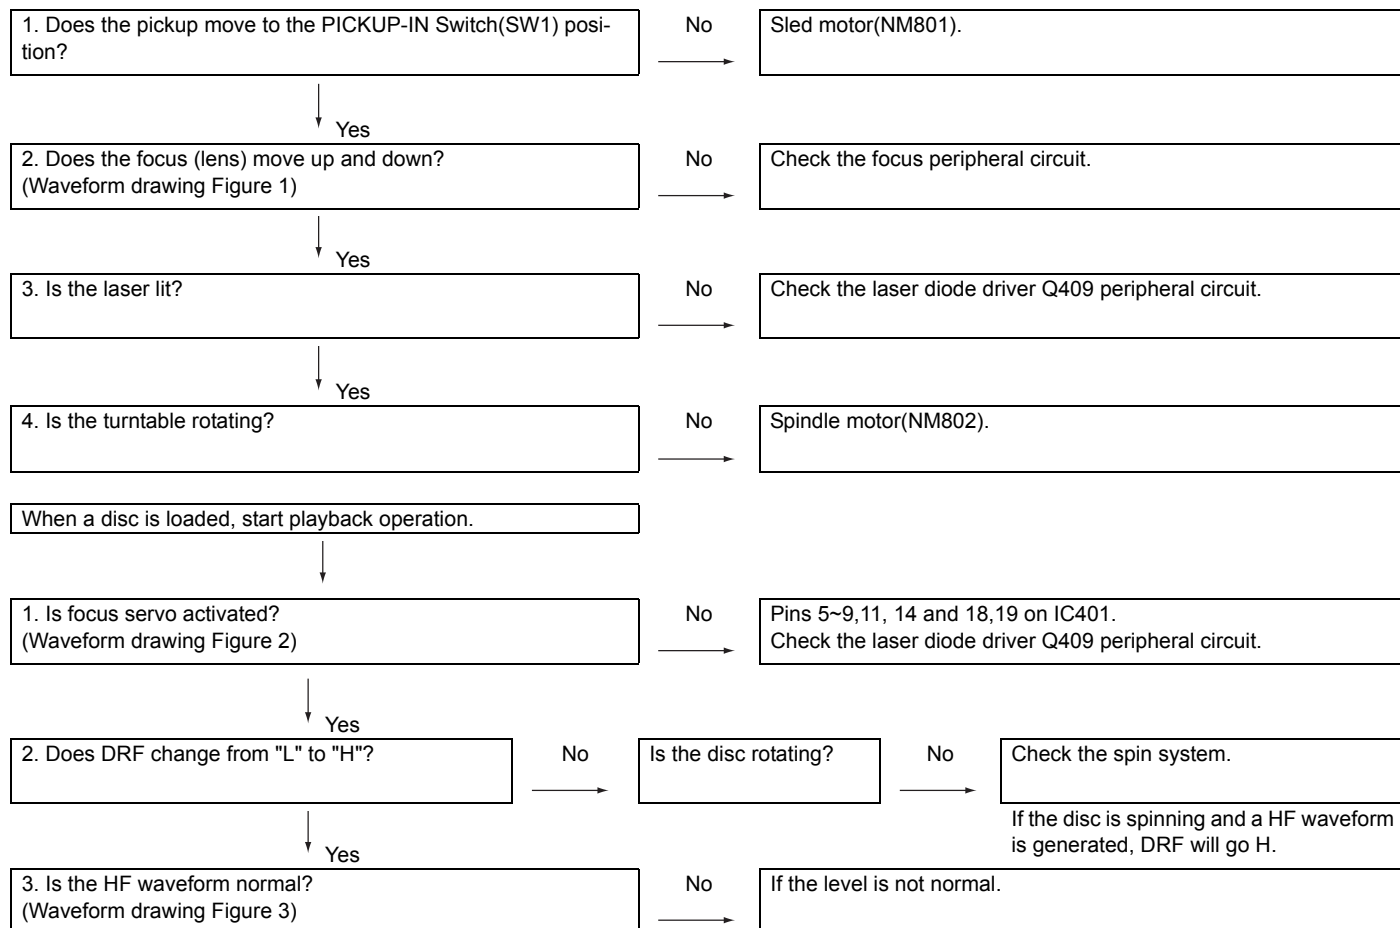 1. Does the pickup move to the PICKUP-IN Switch(SW1) posi-
tion?
No
Sled motor(NM801).
Yes
2. Does the focus (lens) move up and down?
(Waveform drawing Figure 1)
No
Check the focus peripheral circuit.
Yes
3. Is the laser lit?
No
Check the laser diode driver Q409 peripheral circuit.
Yes
4. Is the turntable rotating?
No
Spindle motor(NM802).
When a disc is loaded, start playback operation.
1. Is focus servo activated?
(Waveform drawing Figure 2)
No
Pins 5~9,11, 14 and 18,19 on IC401.
Check the laser diode driver Q409 peripheral circuit.
Yes
2. Does DRF change from "L" to "H"?
No
Is the disc rotating?
No
Check the spin system.
If the disc is spinning and a HF waveform
is generated, DRF will go H.
Yes
3. Is the HF waveform normal?
(Waveform drawing Figure 3)
No
If the level is not normal.